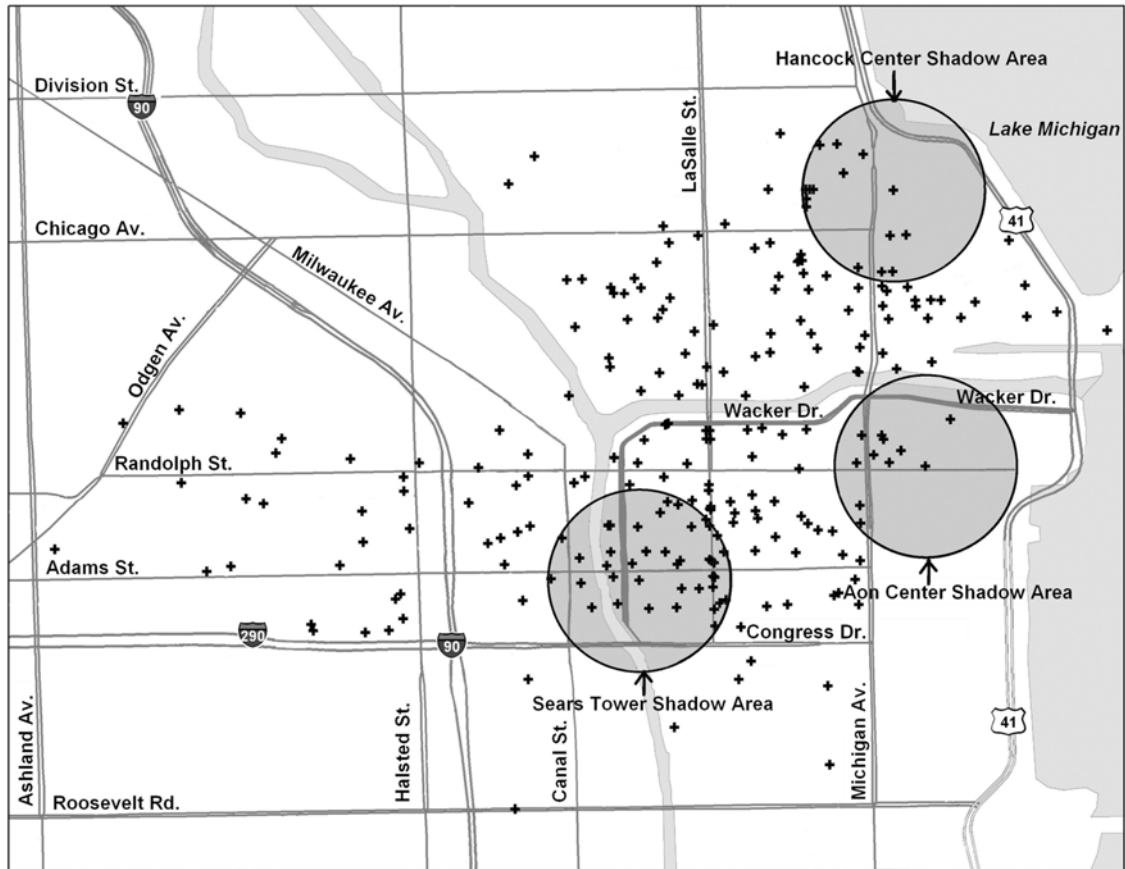 Hancock Center Shadow Area
Division St.
90
LaSalle St.
Lake Michigan
Chicago Av.
41
Milwaukee Av.
Odgen Av.
Wacker Dr.
Wacker Dr.
Randolph St.
Adams St.
Aon Center Shadow Area
290
90
Congress Dr.
Sears Tower Shadow Area
41
Ashland Av.
Halsted St.
Canal St.
Michigan Av.
Roosevelt Rd.